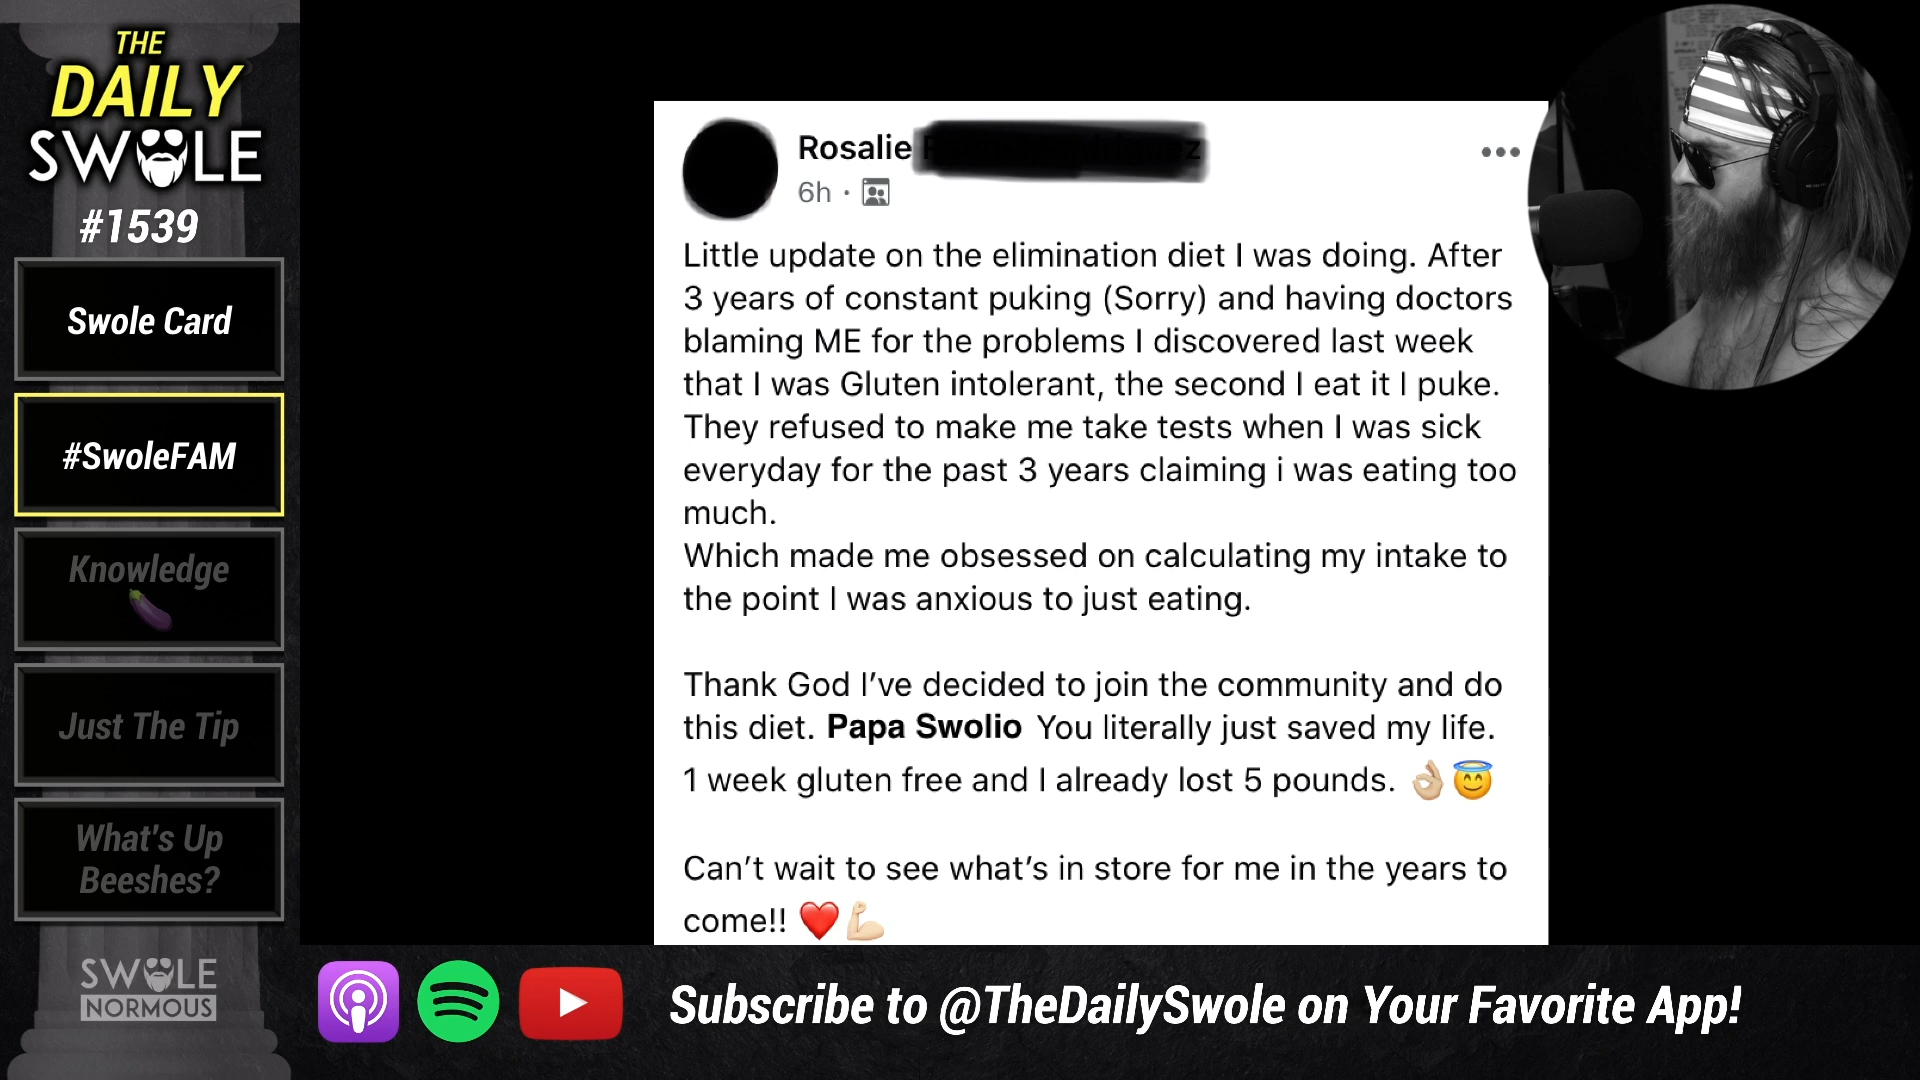 THE
DAILY
SWOLE
#1539
Swole Card
#SwoleFAM
Knowledge
Just The Tip
What's Up
Beeshes?
SWOLE
NORMOUS
Rosalie
6h ·
Little update on the elimination diet I was doing. After
3 years of constant puking (Sorry) and having doctors
blaming ME for the problems I discovered last week
that I was Gluten intolerant, the second I eat it I puke.
They refused to make me take tests when I was sick
everyday for the past 3 years claiming i was eating too
much.
Which made me obsessed on calculating my intake to
the point I was anxious to just eating.
Thank God I've decided to join the community and do
this diet. Papa Swolio You literally just saved my life.
1 week gluten free and I already lost 5 pounds. 👌🏼😇
Can't wait to see what's in store for me in the years to
come!! ❤️💪🏻
Subscribe to @TheDailySwole on Your Favorite App!